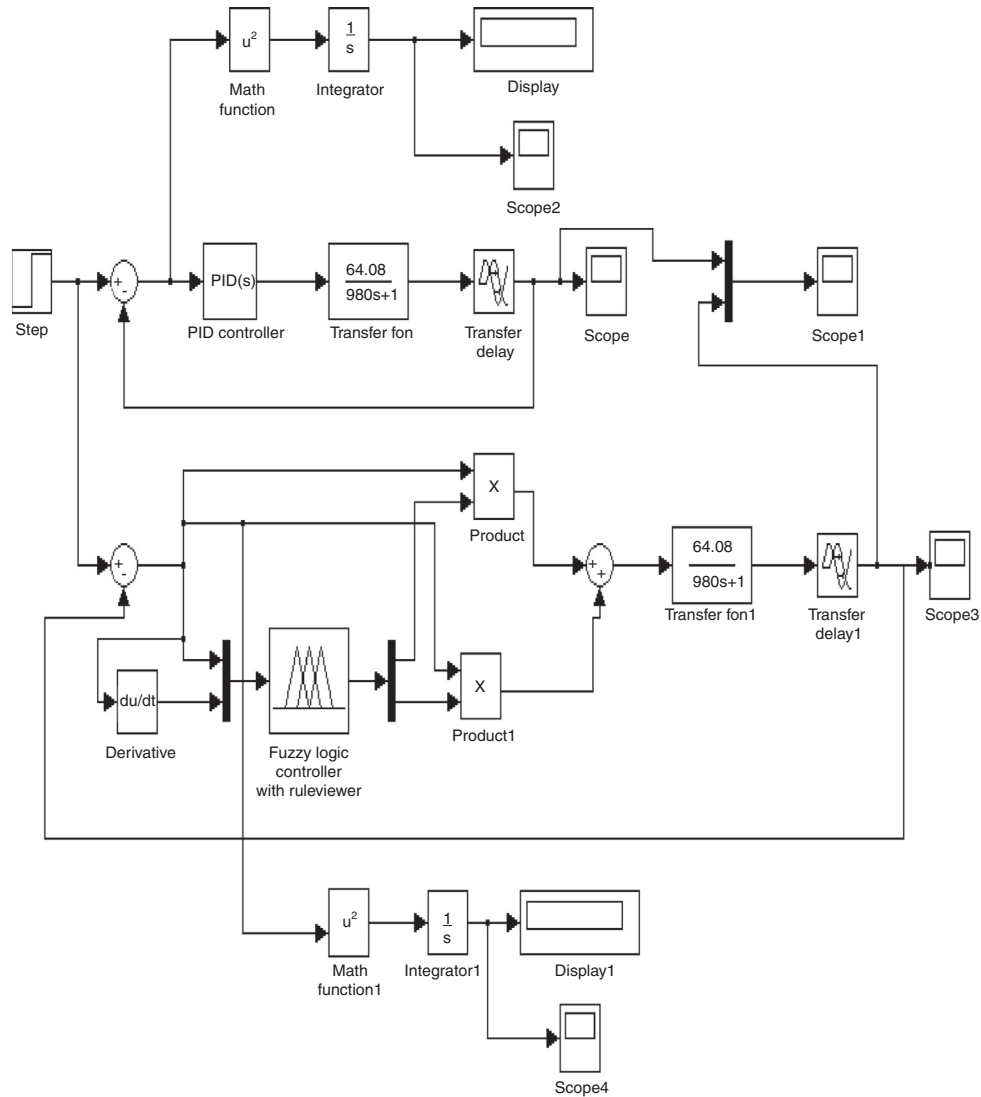 u²
1
s
Math
function
Integrator
Display
Scope2
Step
+
-
PID(s)
PID controller
64.08
980s+1
Transfer fon
Transfer
delay
Scope
Scope1
X
Product
+
-
+
+
64.08
980s+1
Transfer fon1
Transfer
delay1
Scope3
du/dt
Derivative
Fuzzy logic
controller
with ruleviewer
X
Product1
u²
1
s
Math
function1
Integrator1
Display1
Scope4